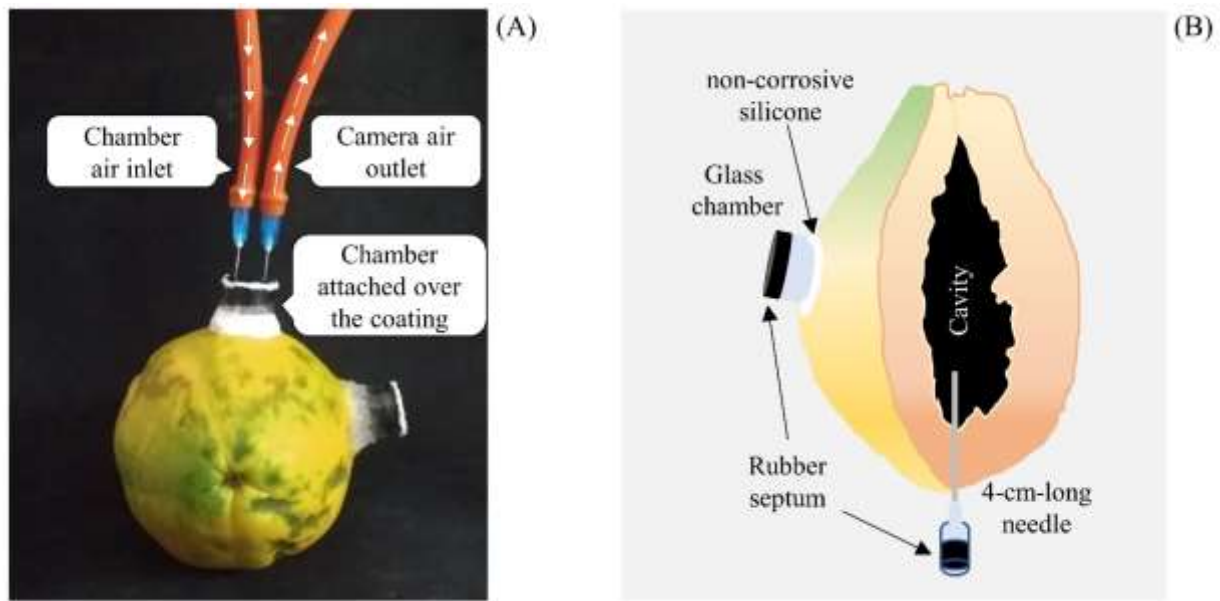 (A)
Chamber
air inlet
Camera air
outlet
Chamber
attached over
the coating
(B)
non-corrosive
silicone
Glass
chamber
Cavity
Rubber
septum
4-cm-long
needle